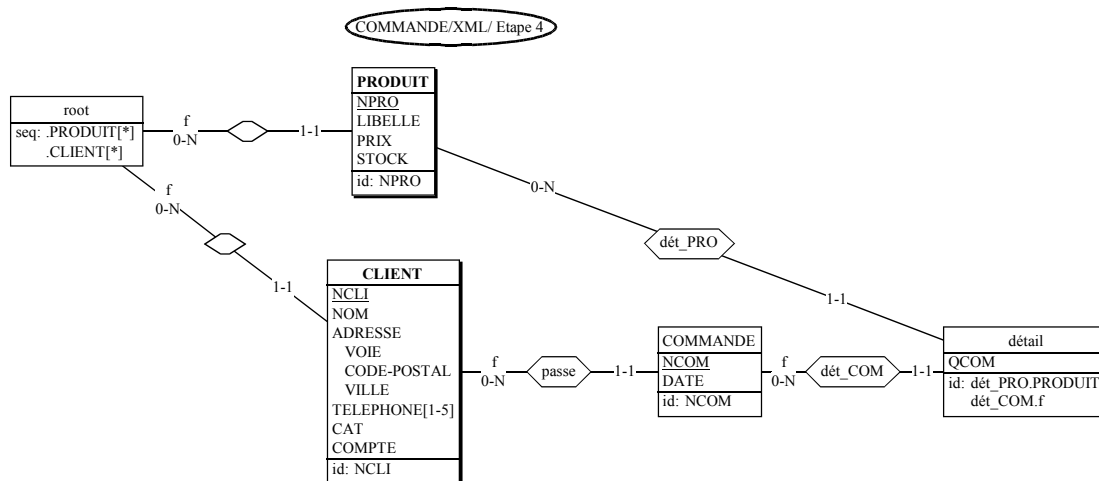 COMMANDE/XML/ Etape 4
PRODUIT
NPRO
LIBELLE
PRIX
STOCK
id: NPRO
root
seq: .PRODUIT[*]
.CLIENT[*]
f
0-N
1-1
f
0-N
1-1
0-N
dét_PRO
1-1
CLIENT
NCLI
NOM
ADRESSE
VOIE
CODE-POSTAL
VILLE
TELEPHONE[1-5]
CAT
COMPTE
id: NCLI
f
0-N
passe
1-1
COMMANDE
NCOM
DATE
id: NCOM
f
0-N
dét_COM
1-1
détail
QCOM
id: dét_PRO.PRODUIT
dét_COM.f